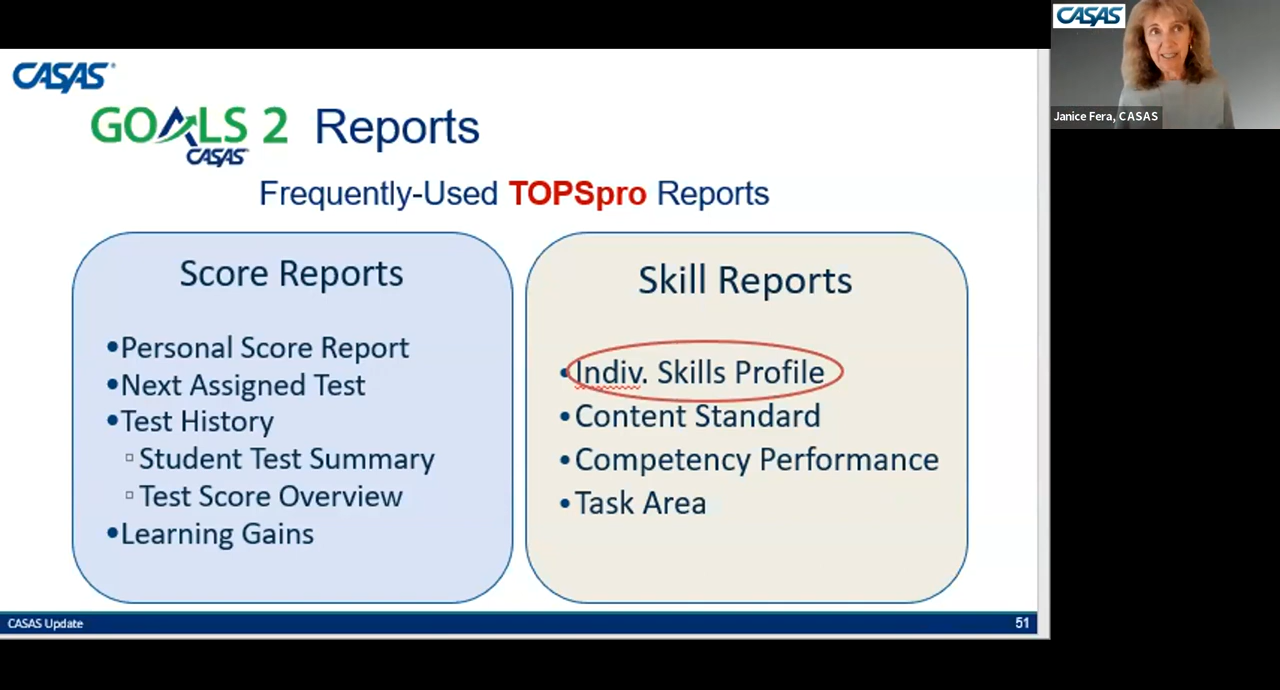 CASAS
GOALS 2 Reports
CASAS
Frequently-Used TOPSpro Reports
Score Reports
•Personal Score Report
•Next Assigned Test
•Test History
▫Student Test Summary
▫Test Score Overview
•Learning Gains
Skill Reports
•Indiv. Skills Profile
•Content Standard
•Competency Performance
•Task Area
CASAS Update
51
CASAS
Janice Fera, CASAS